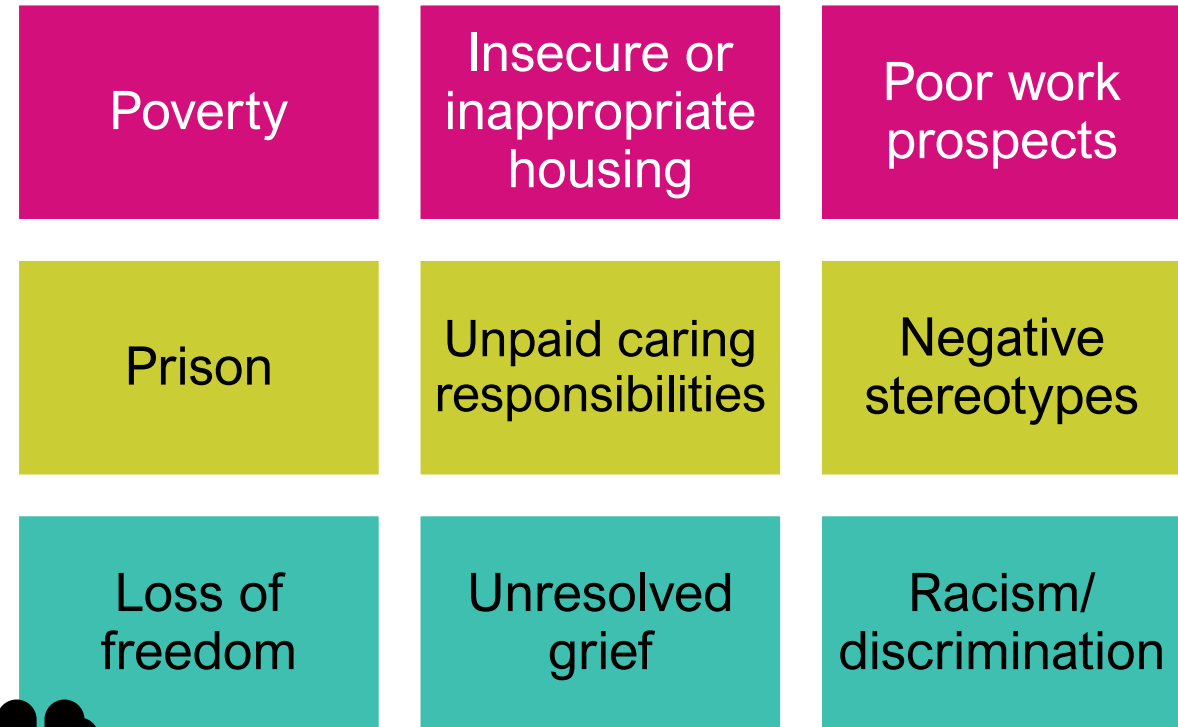 Poverty
Insecure or
inappropriate
housing
Poor work
prospects
Prison
Unpaid caring
responsibilities
Negative
stereotypes
Loss of
freedom
Unresolved
grief
Racism/
discrimination